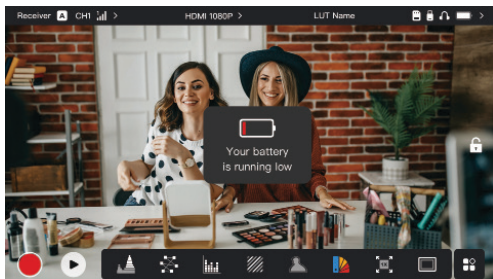 Receiver A CH1 >
HDMI 1080P >
LUT Name
>
Your battery
is running low